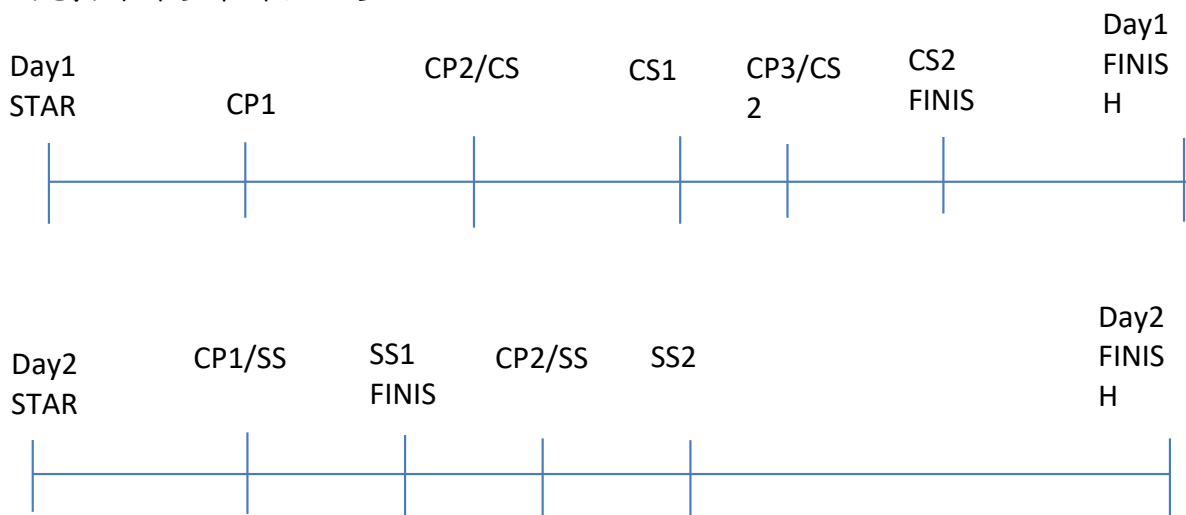 Day1
STAR
CP1
CP2/CS
CS1
CP3/CS
2
CS2
FINIS
Day1
FINIS
H
Day2
STAR
CP1/SS
SS1
FINIS
CP2/SS
SS2
Day2
FINIS
H